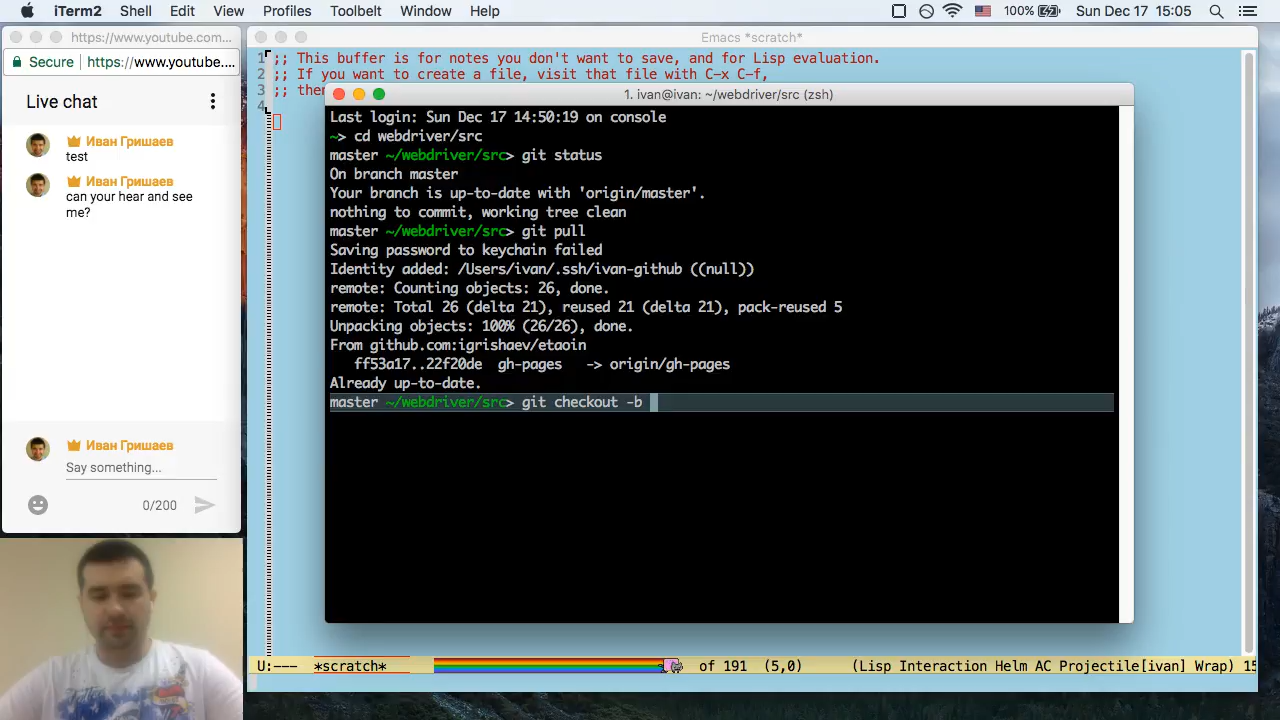 iTerm2 Shell Edit View Profiles Toolbelt Window Help 100% Sun Dec 17 15:05
https://www.youtube.com...
Secure https://www.youtube....
Live chat
Иван Гришаев
test
Иван Гришаев
can your hear and see
me?
Иван Гришаев
Say something...
0/200
Emacs *scratch*
1 ;; This buffer is for notes you don't want to save, and for Lisp evaluation.
2 ;; If you want to create a file, visit that file with C-x C-f,
3 ;; the
4
1. ivan@ivan: ~/webdriver/src (zsh)
Last login: Sun Dec 17 14:50:19 on console
~> cd webdriver/src
master ~/webdriver/src> git status
On branch master
Your branch is up-to-date with 'origin/master'.
nothing to commit, working tree clean
master ~/webdriver/src> git pull
Saving password to keychain failed
Identity added: /Users/ivan/.ssh/ivan-github ((null))
remote: Counting objects: 26, done.
remote: Total 26 (delta 21), reused 21 (delta 21), pack-reused 5
Unpacking objects: 100% (26/26), done.
From github.com:igrishaev/etaoin
ff53a17..22f20de gh-pages -> origin/gh-pages
Already up-to-date.
master ~/webdriver/src> git checkout -b
U:--- *scratch* of 191 (5,0) (Lisp Interaction Helm AC Projectile[ivan] Wrap) 15